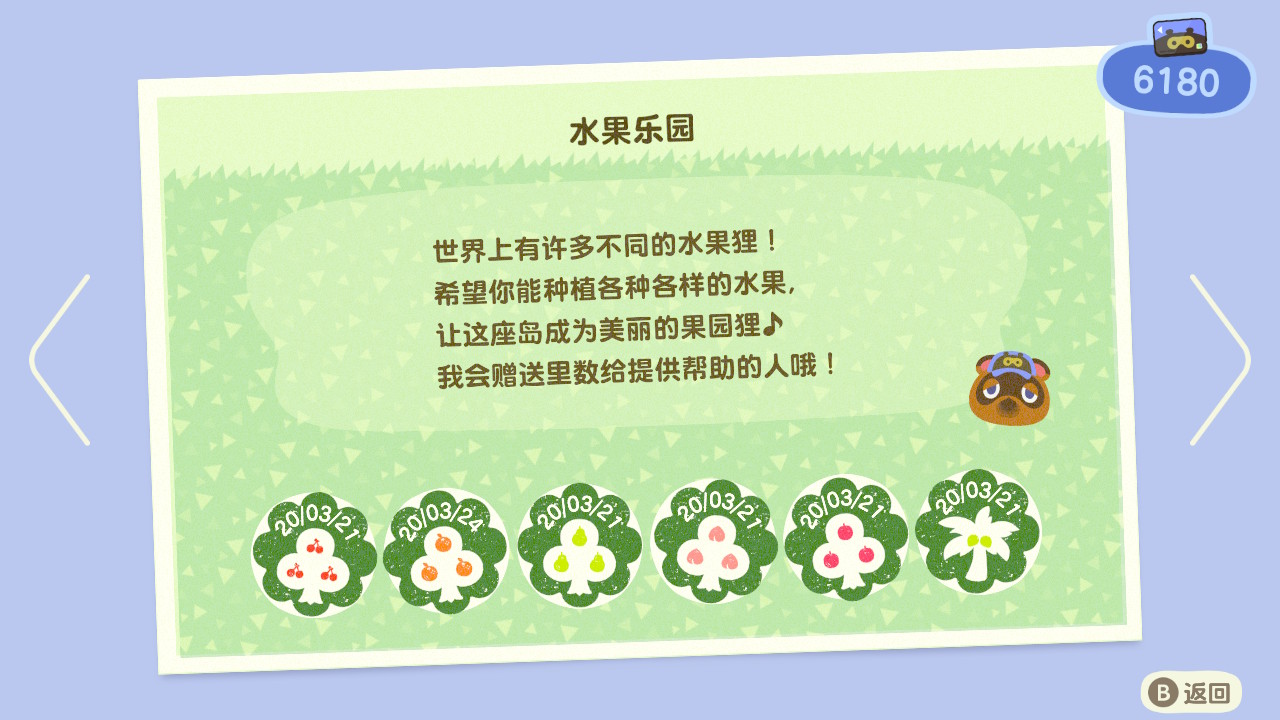 6180
水果乐园
世界上有许多不同的水果狸！
希望你能种植各种各样的水果,
让这座岛成为美丽的果园狸♪
我会赠送里数给提供帮助的人哦！
20/03/21
20/03/24
20/03/21
20/03/21
20/03/21
20/03/21
B 返回